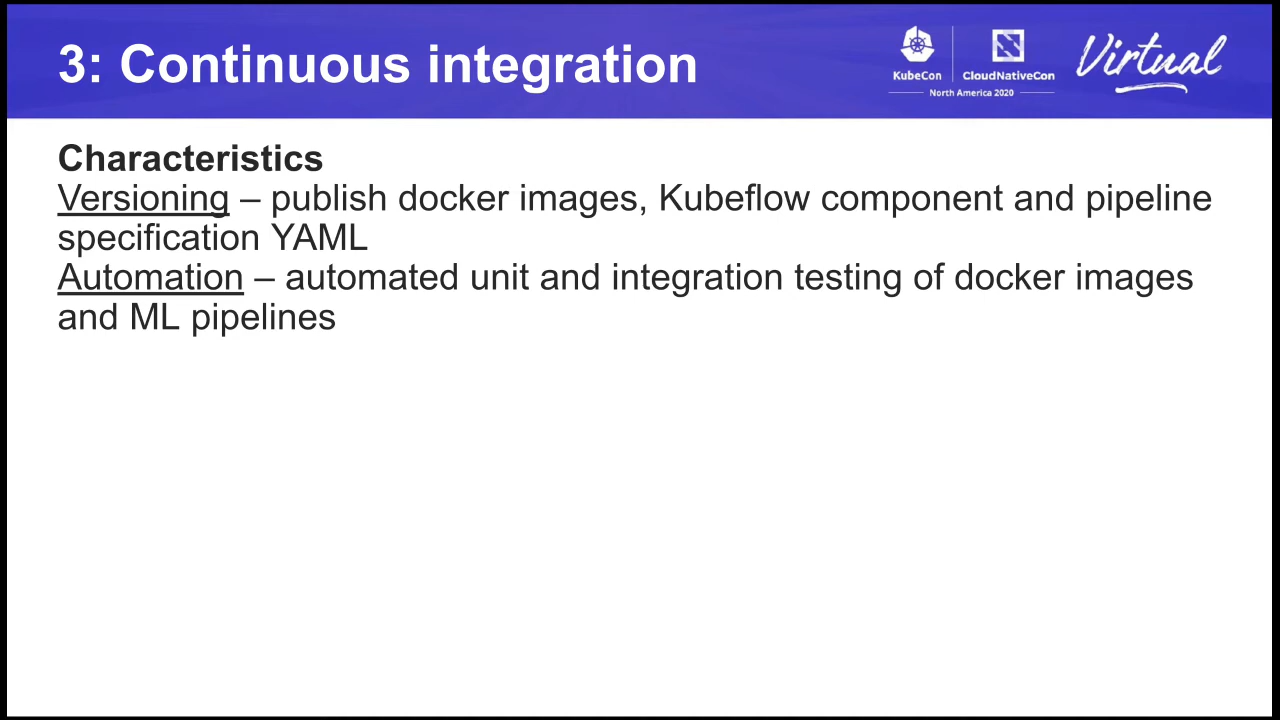 3: Continuous integration
KubeCon
CloudNativeCon
North America 2020
Virtual
Characteristics
Versioning – publish docker images, Kubeflow component and pipeline
specification YAML
Automation – automated unit and integration testing of docker images
and ML pipelines